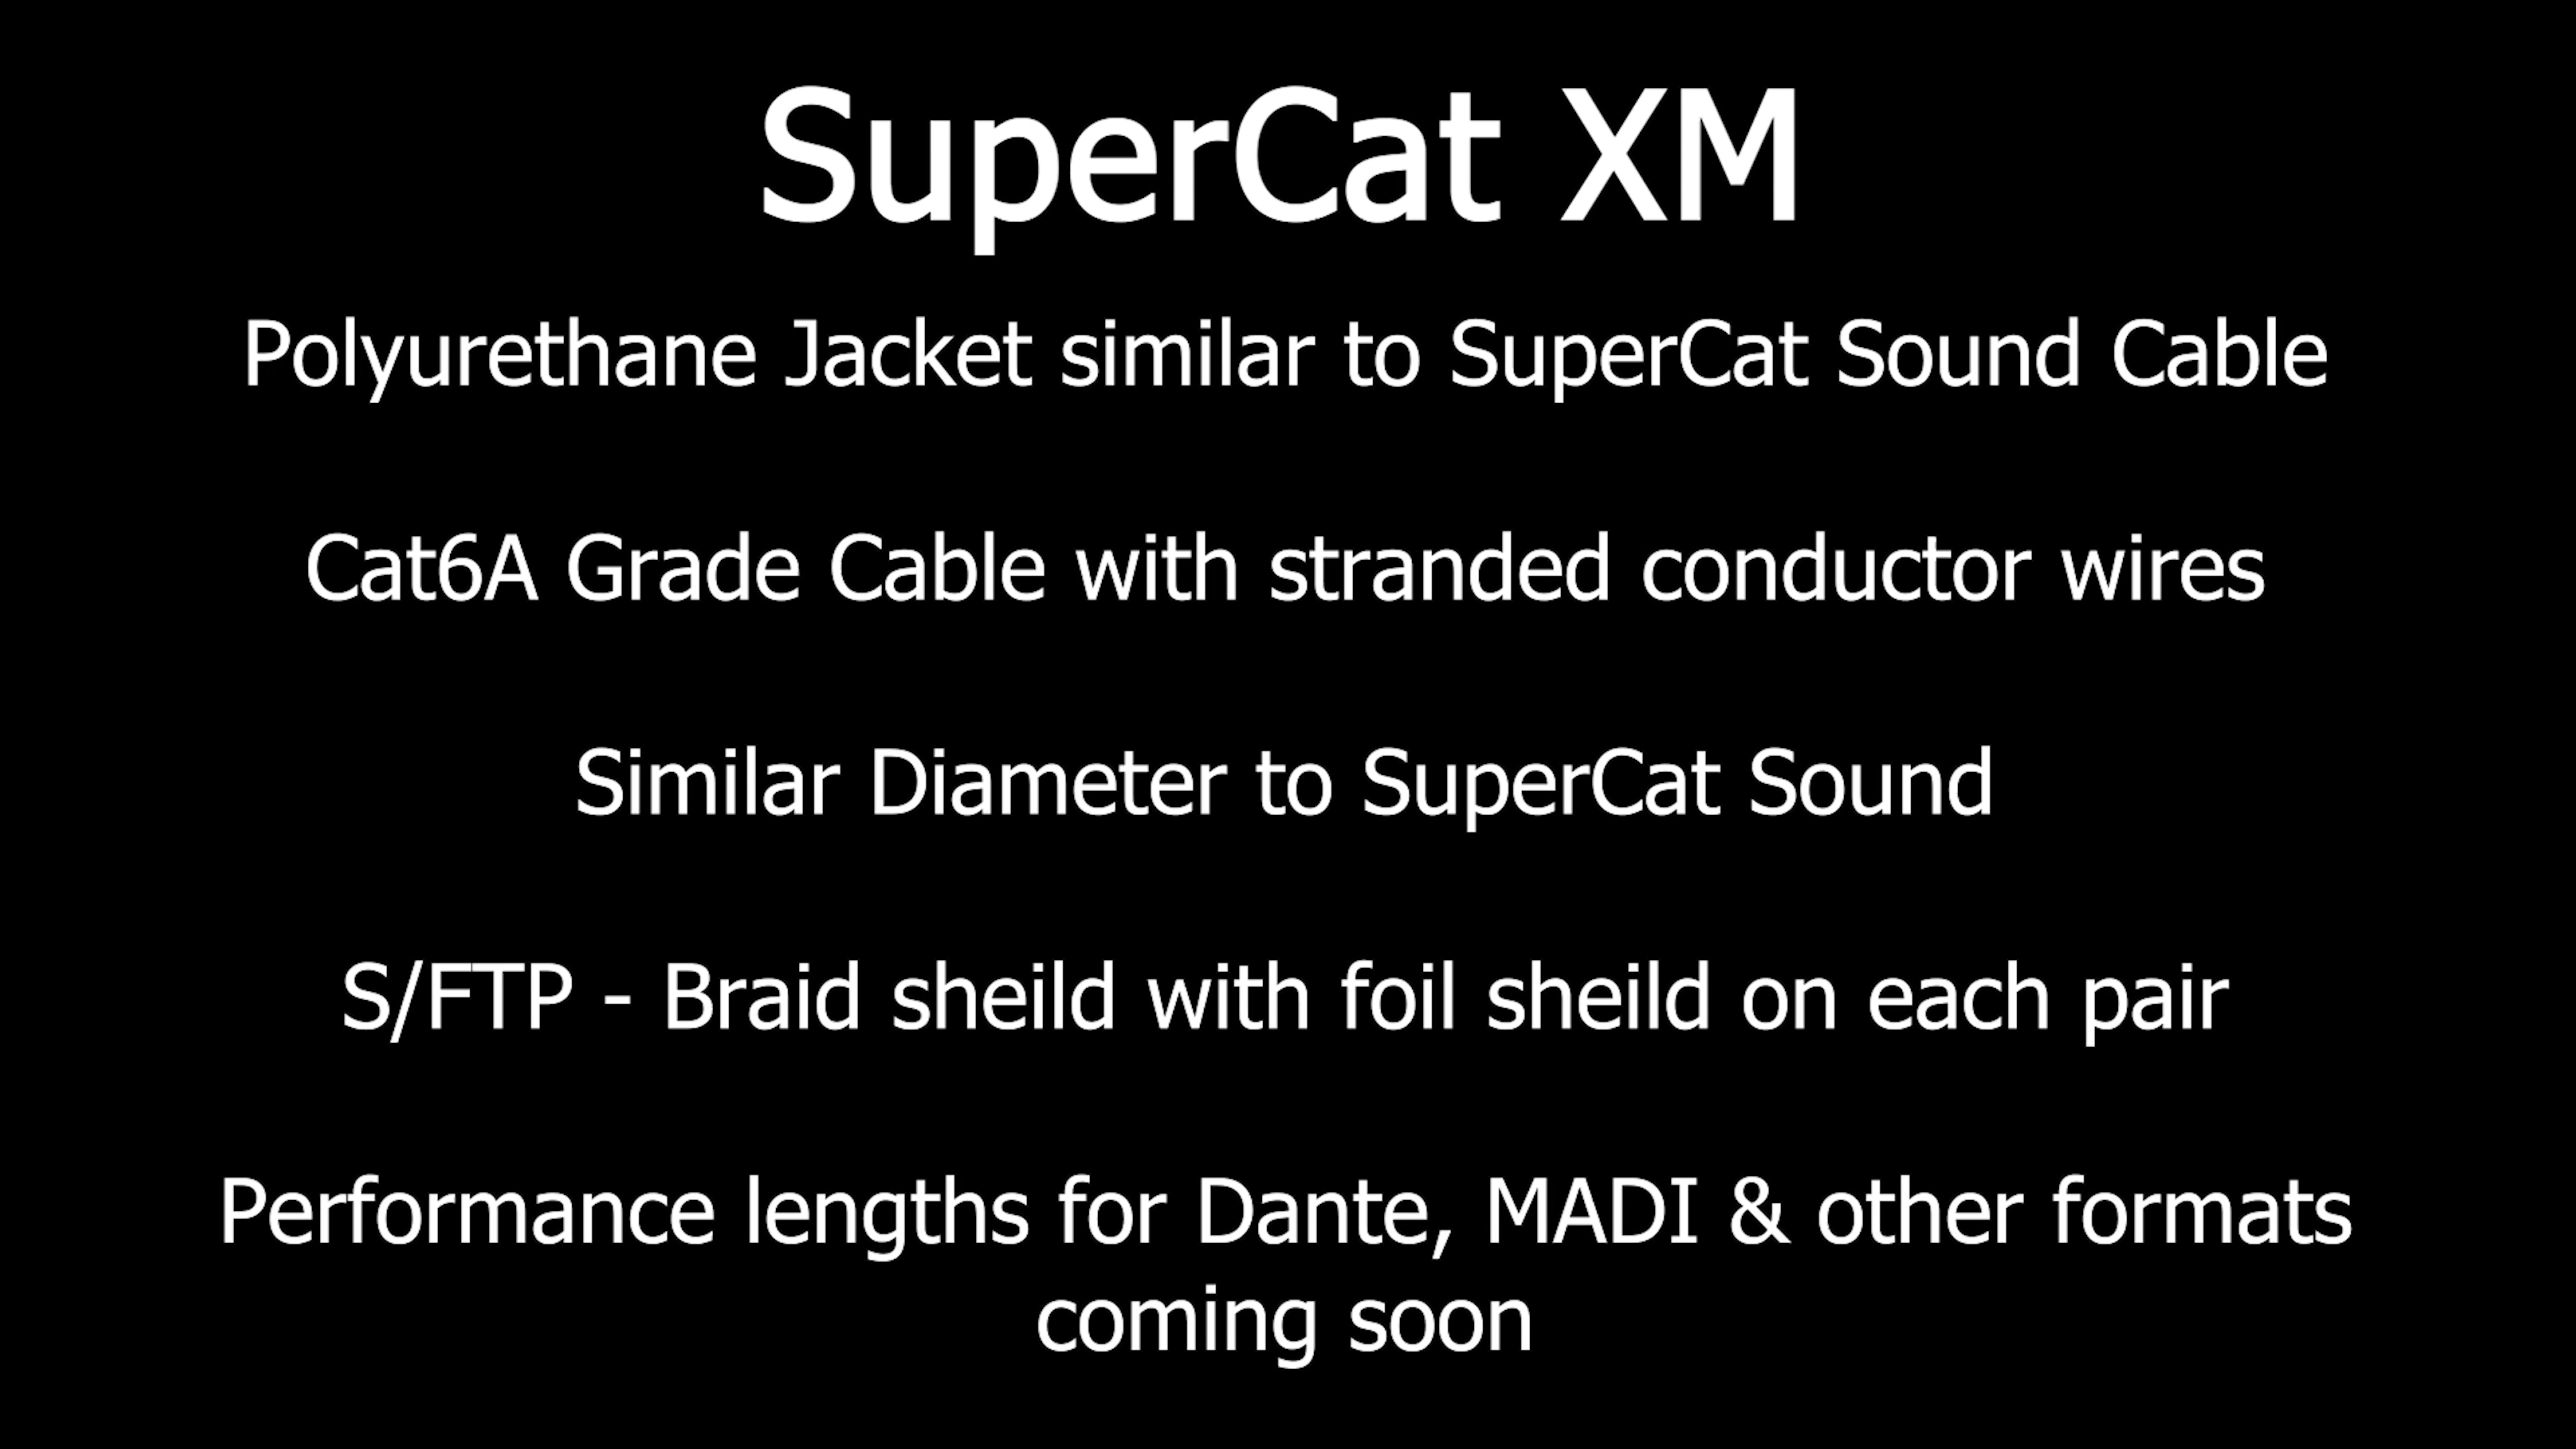 SuperCat XM
Polyurethane Jacket similar to SuperCat Sound Cable
Cat6A Grade Cable with stranded conductor wires
Similar Diameter to SuperCat Sound
S/FTP - Braid sheild with foil sheild on each pair
Performance lengths for Dante, MADI & other formats
coming soon